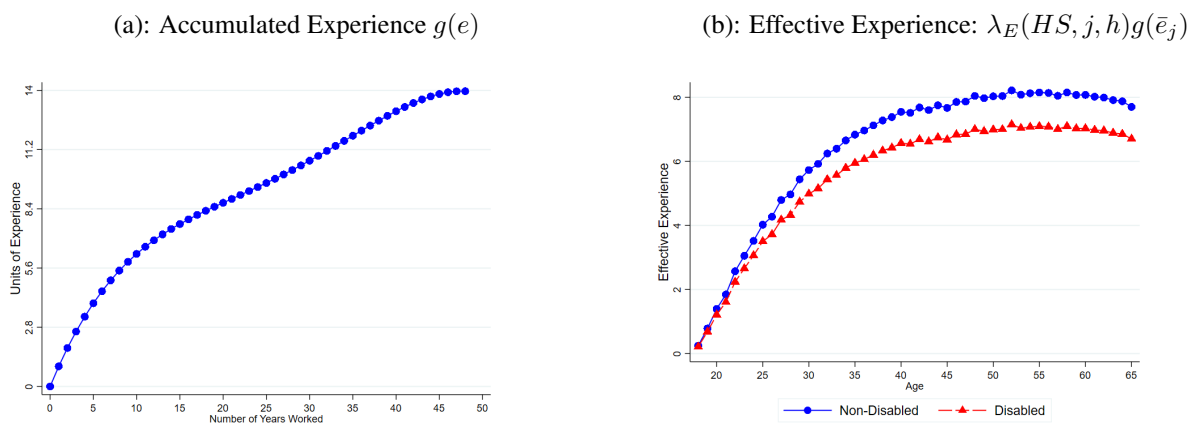 (a): Accumulated Experience g(e)
Units of Experience
14
11.2
8.4
5.6
2.8
0
0 5 10 15 20 25 30 35 40 45 50
Number of Years Worked
(b): Effective Experience: λ_E(HS, j, h)g(ē_j)
Effective Experience
8
6
4
2
0
20 25 30 35 40 45 50 55 60 65
Age
Non-Disabled Disabled